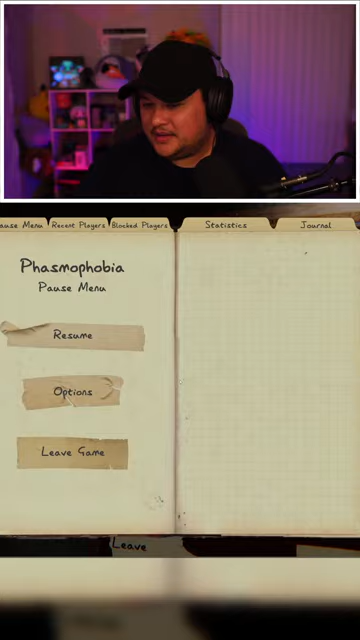 ause Menu
Recent Players
Blocked Players
Statistics
Journal
Phasmophobia
Pause Menu
Resume
Options
Leave Game
Leave